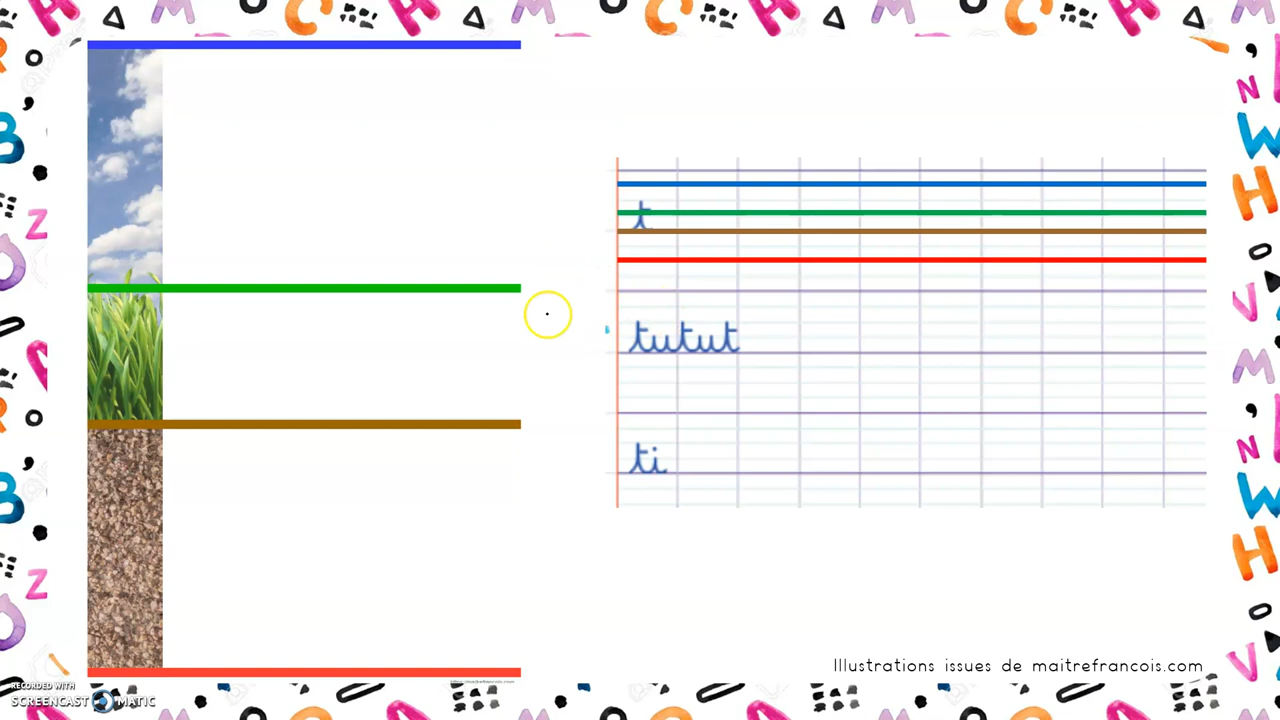 t
tutut
ti
Illustrations issues de maitrefrancois.com
RECORDED WITH
SCREENCAST MATIC